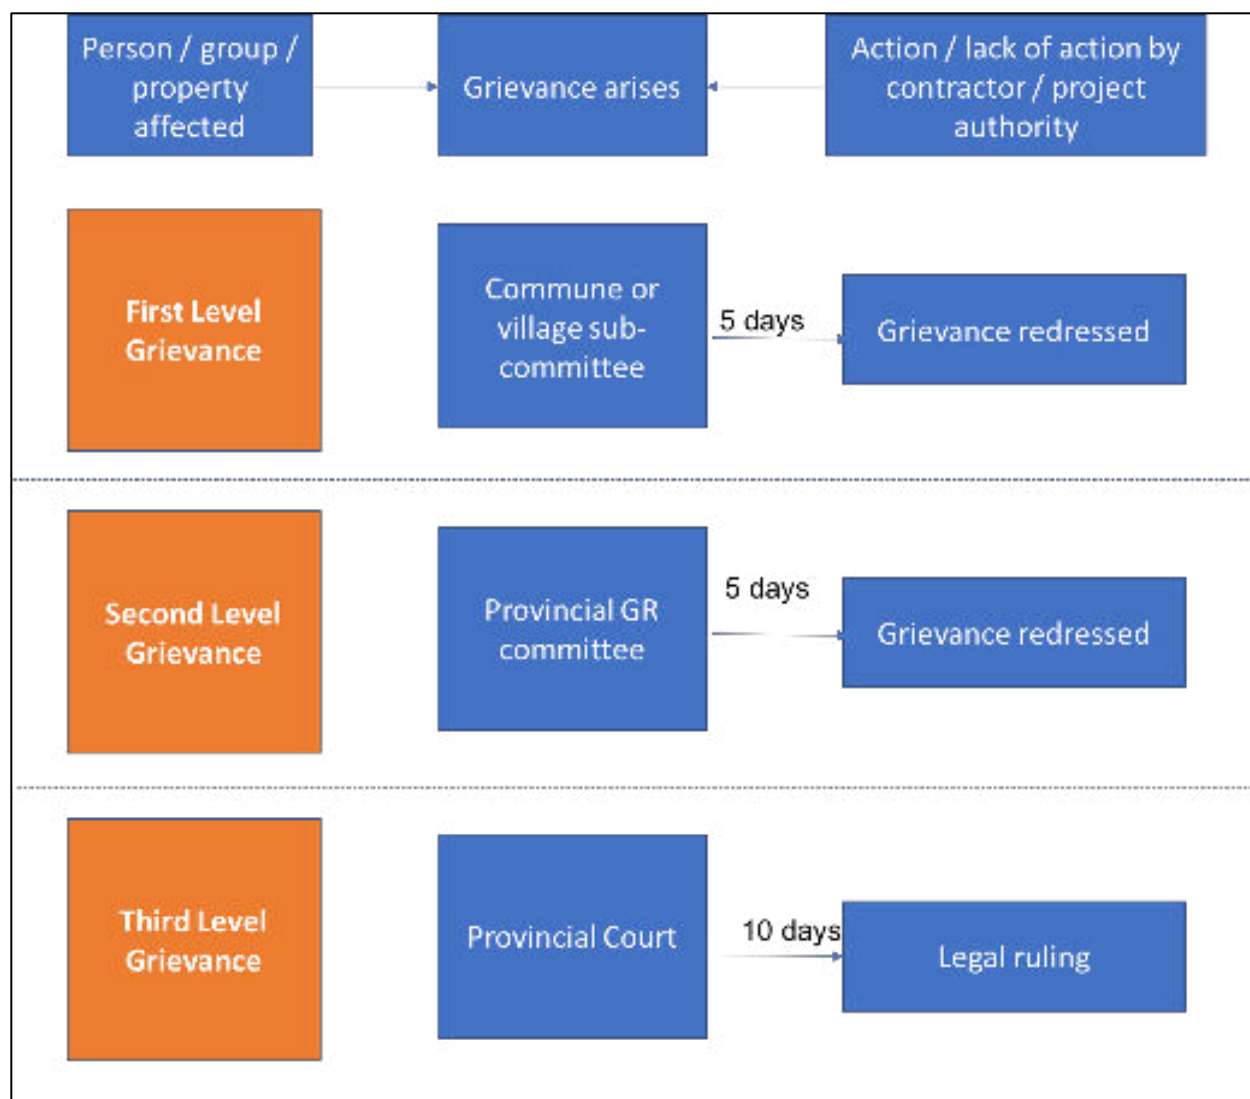 Person / group /
property
affected
Grievance arises
Action / lack of action by
contractor / project
authority
First Level
Grievance
Commune or
village sub-
committee
5 days
Grievance redressed
Second Level
Grievance
Provincial GR
committee
5 days
Grievance redressed
Third Level
Grievance
Provincial Court
10 days
Legal ruling